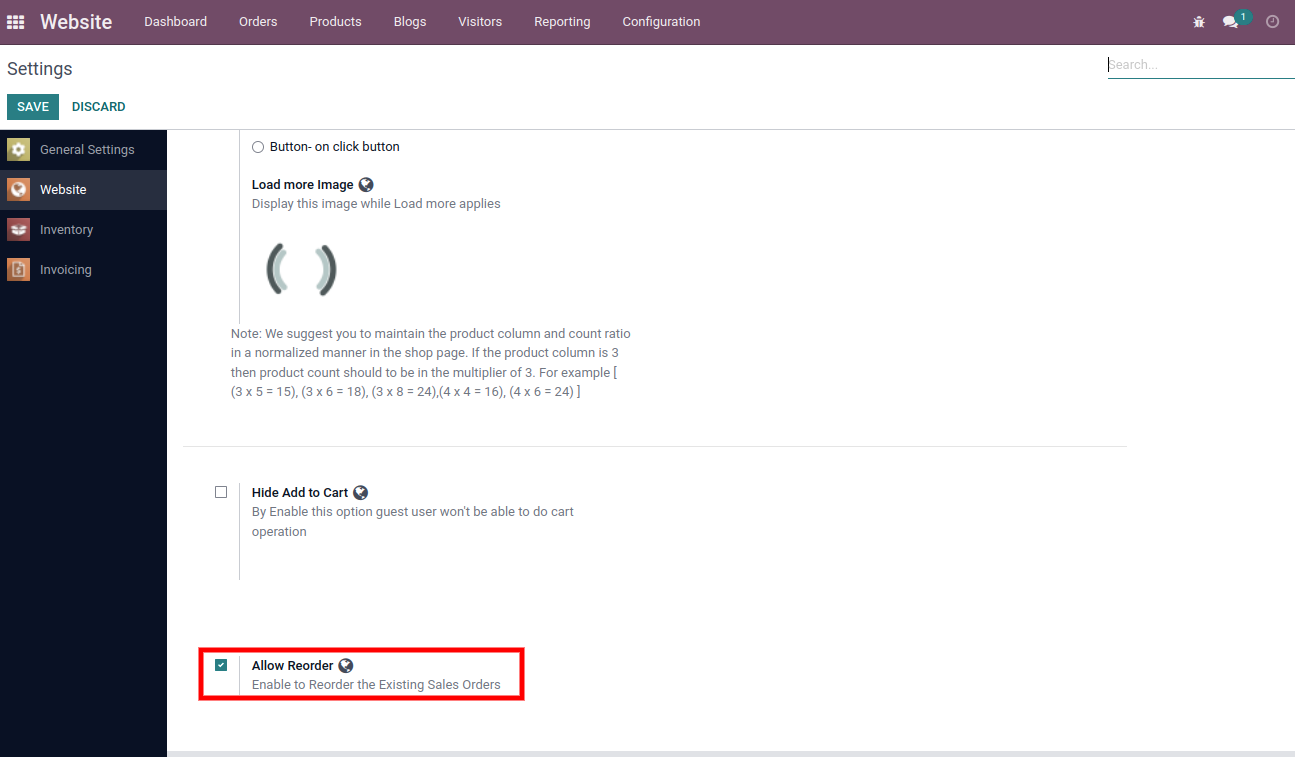 Website Dashboard Orders Products Blogs Visitors Reporting Configuration 1
Settings
Search...
SAVE DISCARD
General Settings
Website
Inventory
Invoicing
Button- on click button
Load more Image
Display this image while Load more applies
Note: We suggest you to maintain the product column and count ratio
in a normalized manner in the shop page. If the product column is 3
then product count should to be in the multiplier of 3. For example [
(3 x 5 = 15), (3 x 6 = 18), (3 x 8 = 24),(4 x 4 = 16), (4 x 6 = 24) ]
Hide Add to Cart
By Enable this option guest user won't be able to do cart
operation
Allow Reorder
Enable to Reorder the Existing Sales Orders